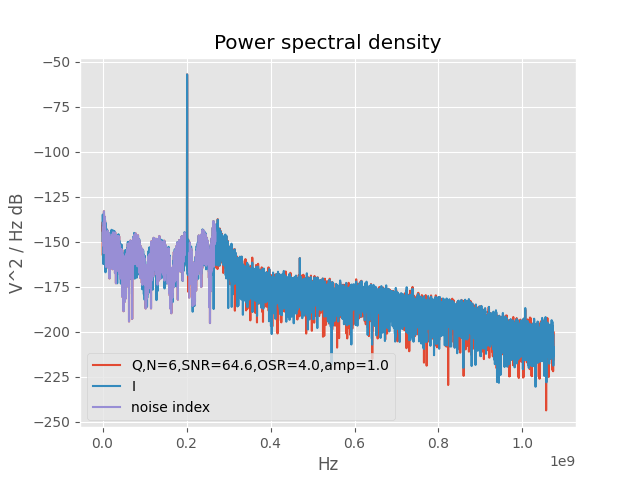 Power spectral density
V^2 / Hz dB
−50
−75
−100
−125
−150
−175
−200
−225
−250
Q,N=6,SNR=64.6,OSR=4.0,amp=1.0
I
noise index
0.0 0.2 0.4 0.6 0.8 1.0
1e9
Hz